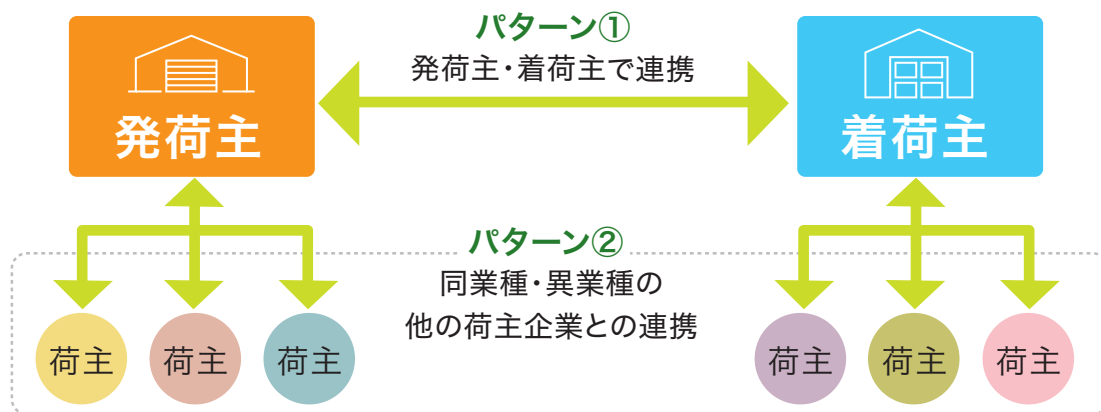 パターン①
発荷主・着荷主で連携
発荷主
着荷主
パターン②
同業種・異業種の
他の荷主企業との連携
荷主
荷主
荷主
荷主
荷主
荷主